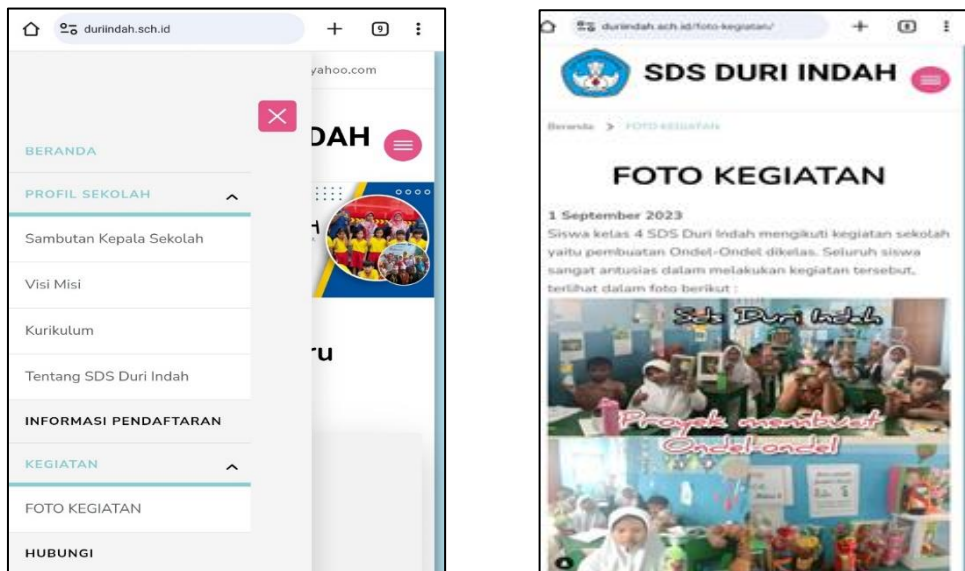 duriindah.sch.id
9
yahoo.com
DAH
BERANDA
PROFIL SEKOLAH
Sambutan Kepala Sekolah
Visi Misi
Kurikulum
ru
Tentang SDS Duri Indah
INFORMASI PENDAFTARAN
KEGIATAN
FOTO KEGIATAN
HUBUNGI
duriindah.sch.id/foto-kegiatan/
SDS DURI INDAH
Beranda > FOTO KEGIATAN
FOTO KEGIATAN
1 September 2023
Siswa kelas 4 SDS Duri Indah mengikuti kegiatan sekolah
yaitu pembuatan Ondel-Ondel dikelas. Seluruh siswa
sangat antusias dalam melakukan kegiatan tersebut,
terlihat dalam foto berikut :
Sds Duri Indah
Proyek membuat
Ondel-ondel